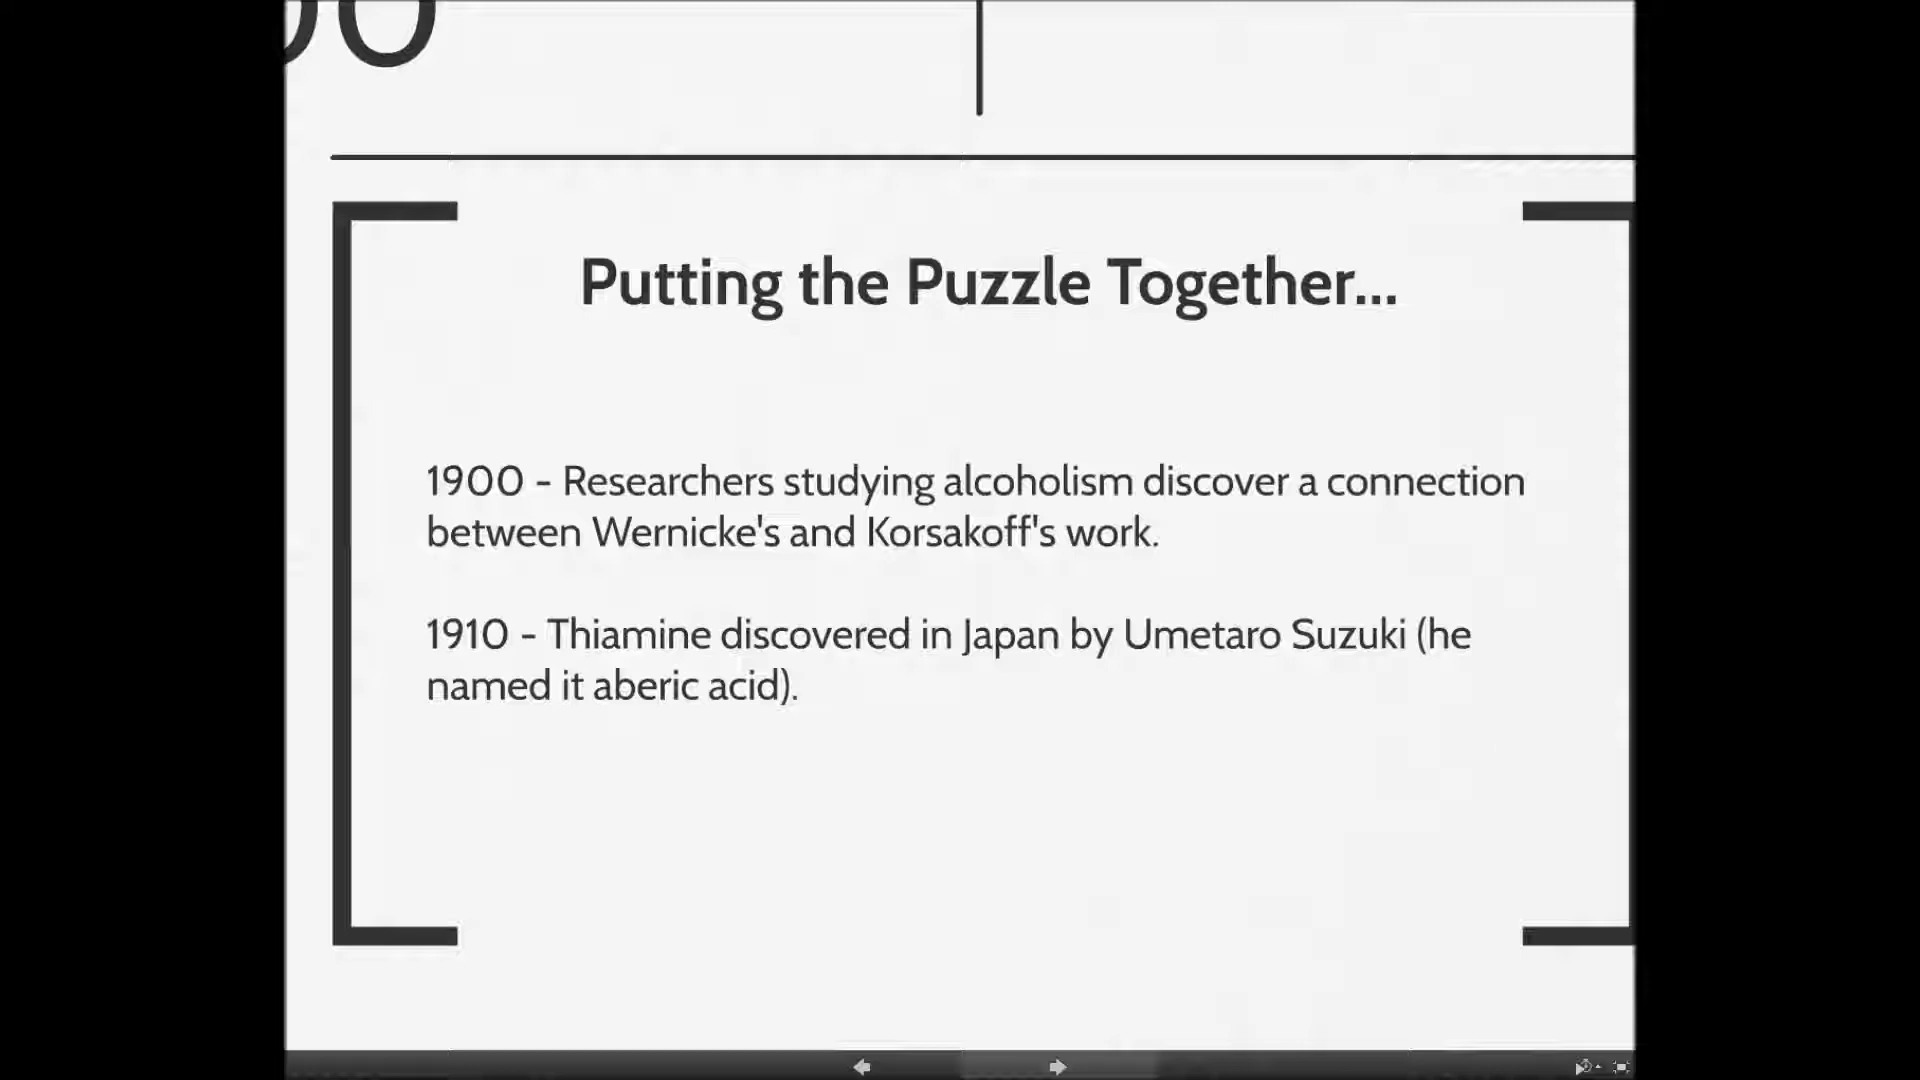 00
Putting the Puzzle Together...
1900 - Researchers studying alcoholism discover a connection
between Wernicke's and Korsakoff's work.
1910 - Thiamine discovered in Japan by Umetaro Suzuki (he
named it aberic acid).